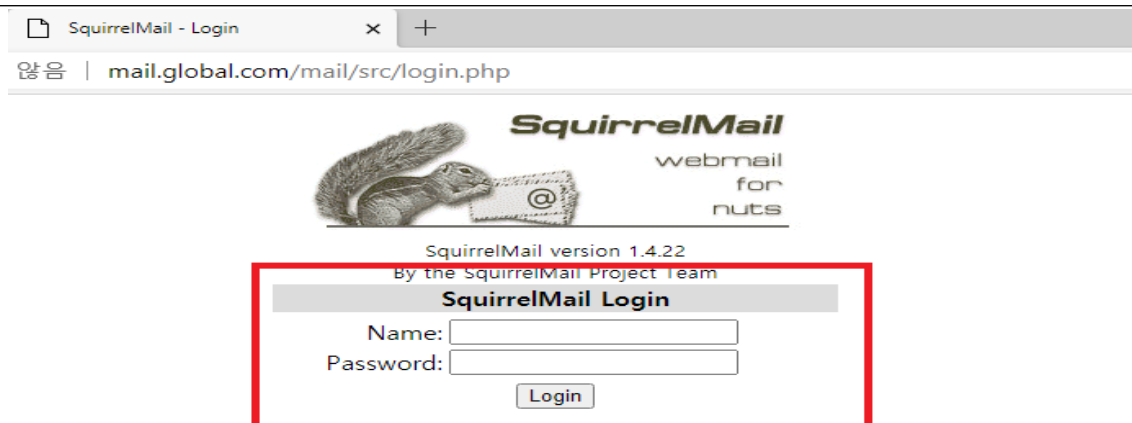 SquirrelMail - Login
않음 | mail.global.com/mail/src/login.php
SquirrelMail
webmail
for
nuts
@
SquirrelMail version 1.4.22
By the SquirrelMail Project Team
SquirrelMail Login
Name:
Password:
Login